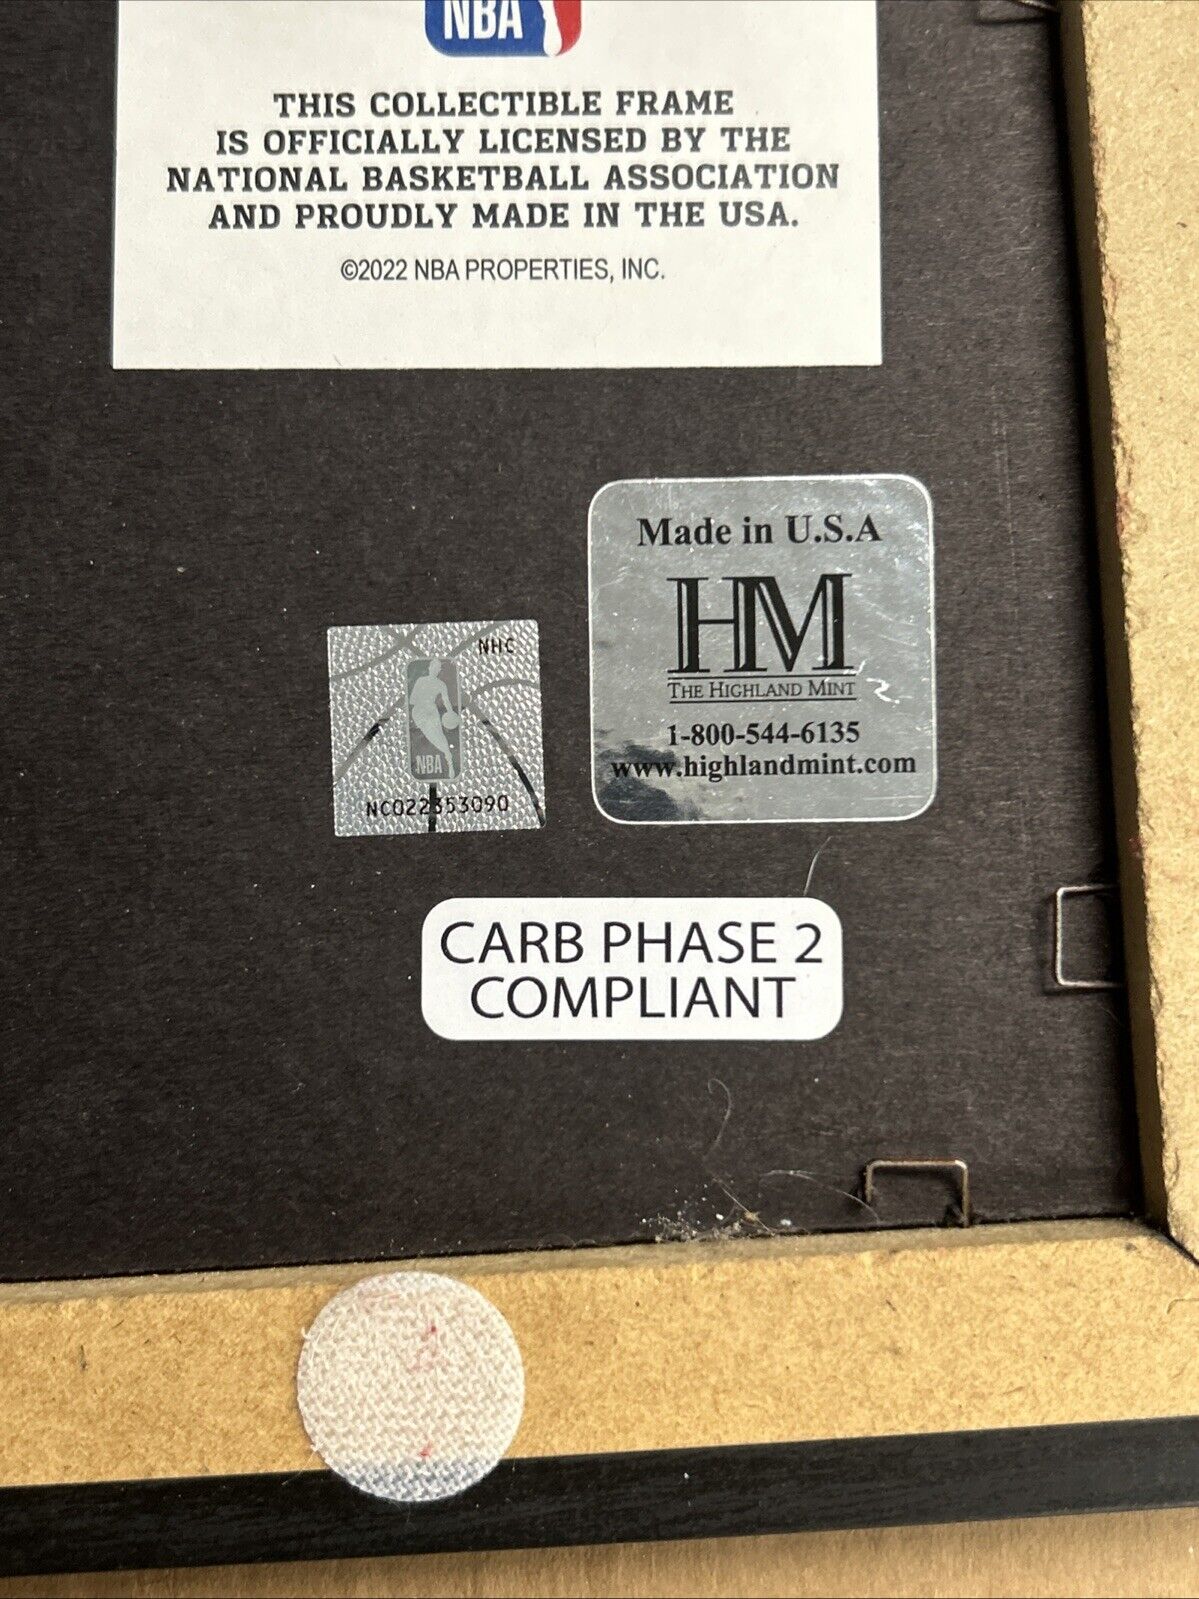 NBA
THIS COLLECTIBLE FRAME
IS OFFICIALLY LICENSED BY THE
NATIONAL BASKETBALL ASSOCIATION
AND PROUDLY MADE IN THE USA.
©2022 NBA PROPERTIES, INC.
Made in U.S.A
HM
THE HIGHLAND MINT
1-800-544-6135
www.highlandmint.com
NHC
NBA
NC022353090
CARB PHASE 2
COMPLIANT